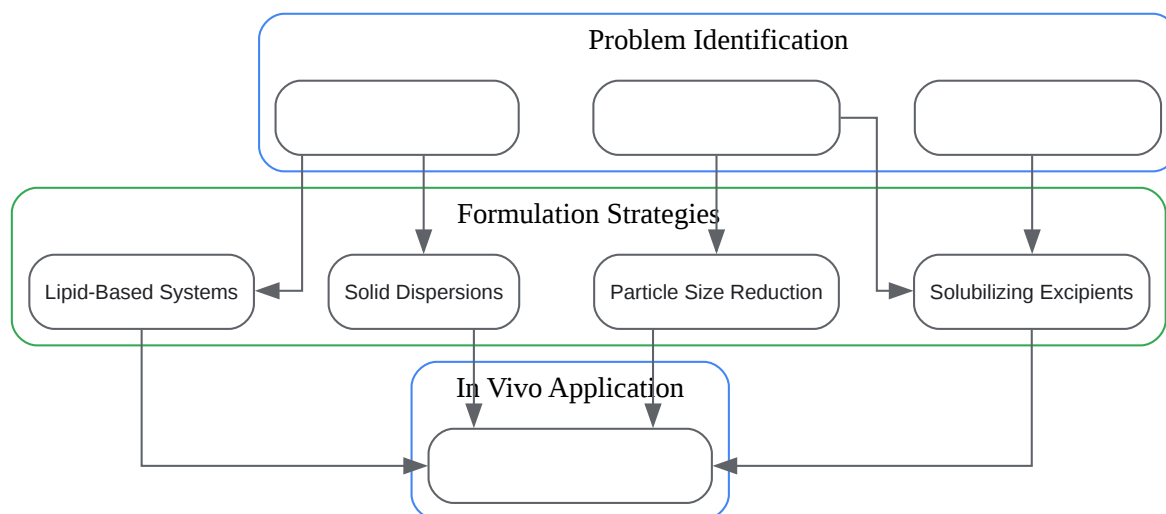 Problem Identification
Formulation Strategies
Lipid-Based Systems
Solid Dispersions
Particle Size Reduction
Solubilizing Excipients
In Vivo Application